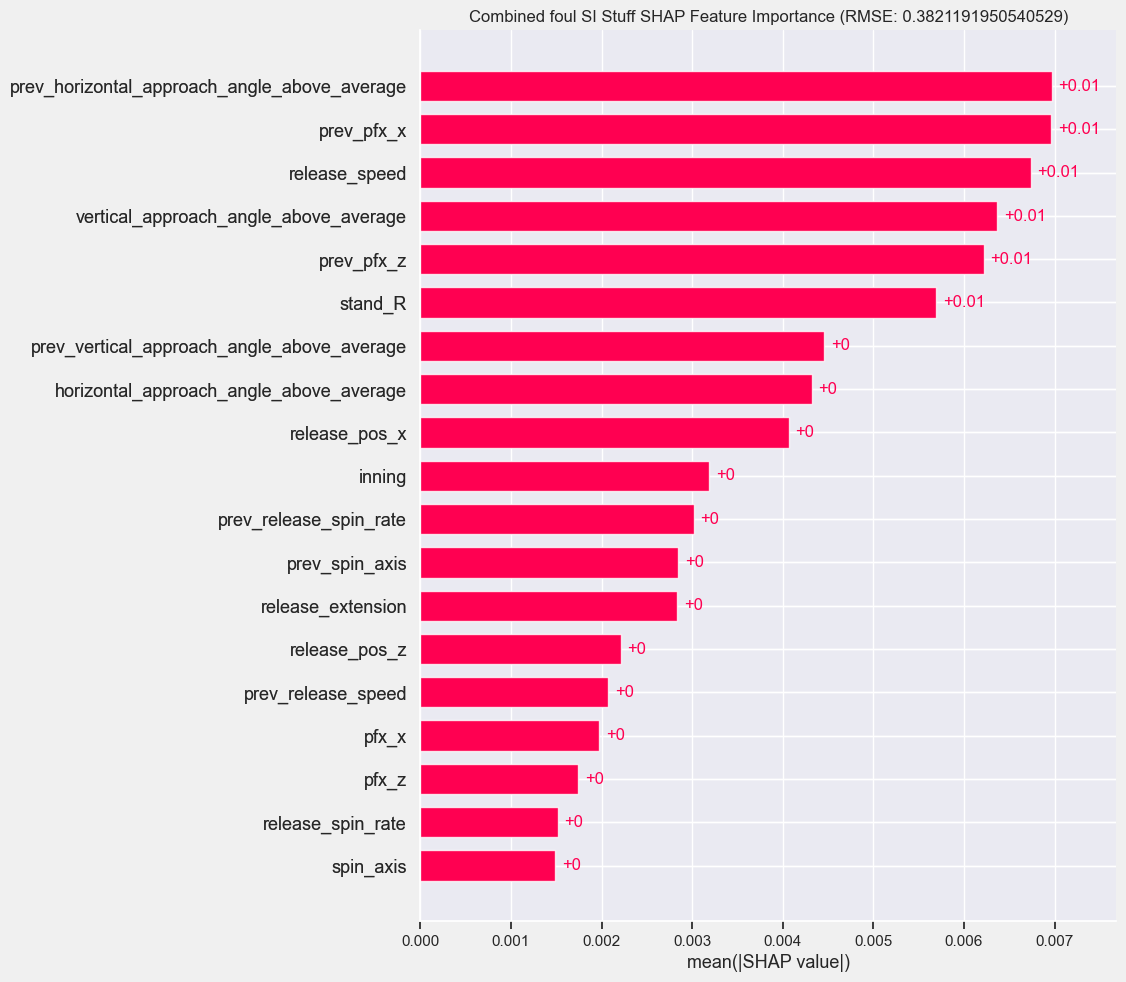 Combined foul SI Stuff SHAP Feature Importance (RMSE: 0.3821191950540529)
prev_horizontal_approach_angle_above_average +0.01
prev_pfx_x +0.01
release_speed +0.01
vertical_approach_angle_above_average +0.01
prev_pfx_z +0.01
stand_R +0.01
prev_vertical_approach_angle_above_average +0
horizontal_approach_angle_above_average +0
release_pos_x +0
inning +0
prev_release_spin_rate +0
prev_spin_axis +0
release_extension +0
release_pos_z +0
prev_release_speed +0
pfx_x +0
pfx_z +0
release_spin_rate +0
spin_axis +0
0.000 0.001 0.002 0.003 0.004 0.005 0.006 0.007
mean(|SHAP value|)